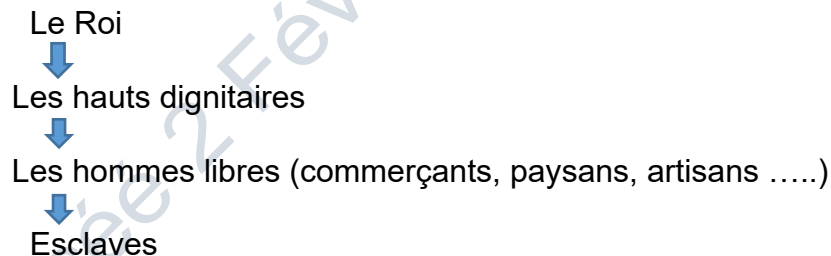 Le Roi
Les hauts dignitaires
Les hommes libres (commerçants, paysans, artisans …..)
Esclaves